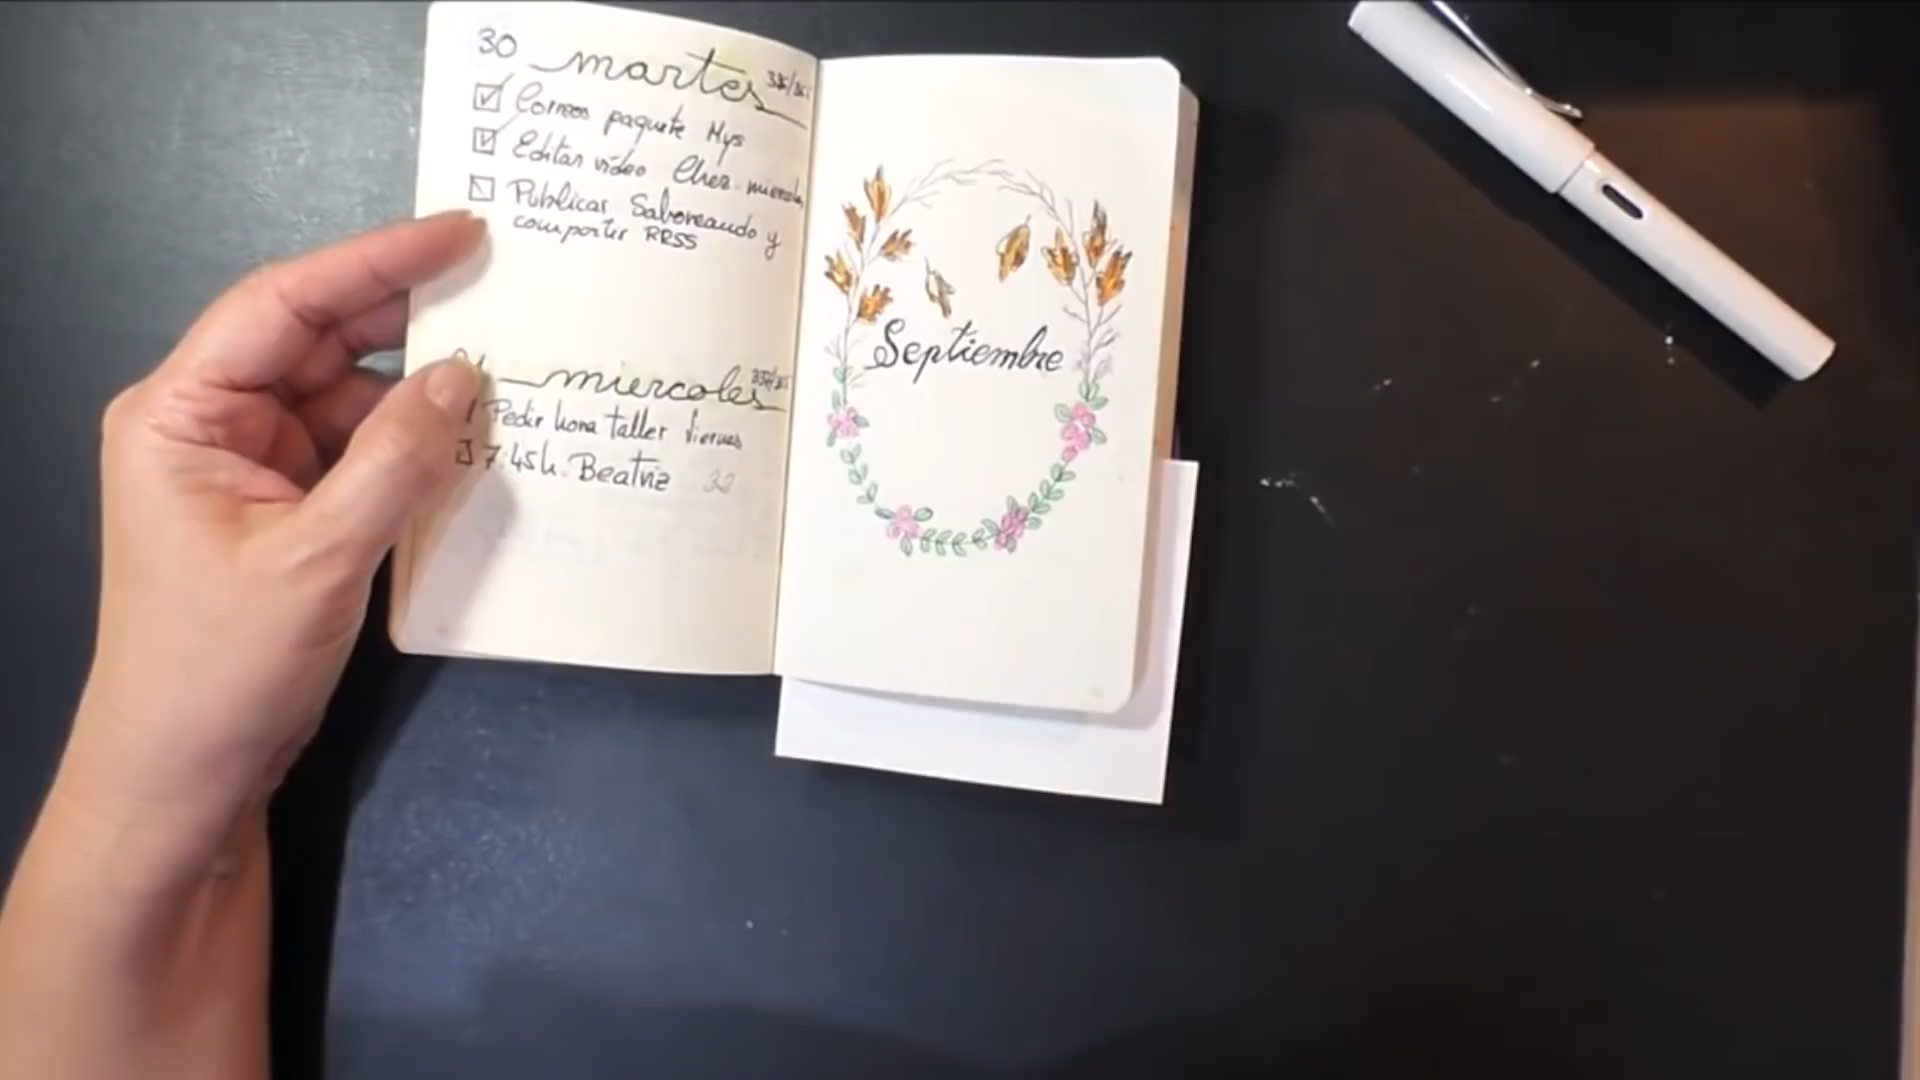 30 martes
Correos paquete Mys
Editar vídeo Chez miercoles
Publicar Saboreando y
compartir RRSS
miercoles
Pedir hora taller viernes
7:45h. Beatriz 32
Septiembre